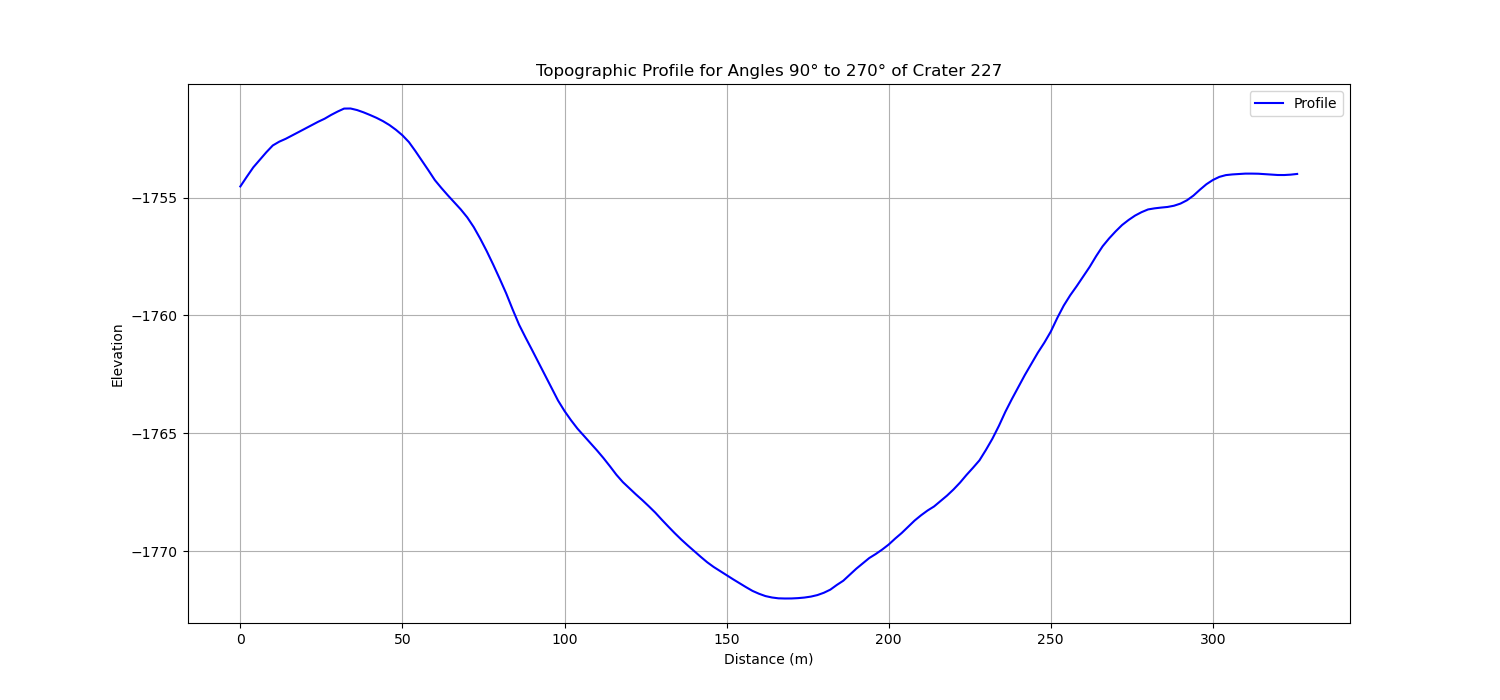 Topographic Profile for Angles 90° to 270° of Crater 227
Profile
−1755
−1760
−1765
−1770
Elevation
0 50 100 150 200 250 300
Distance (m)